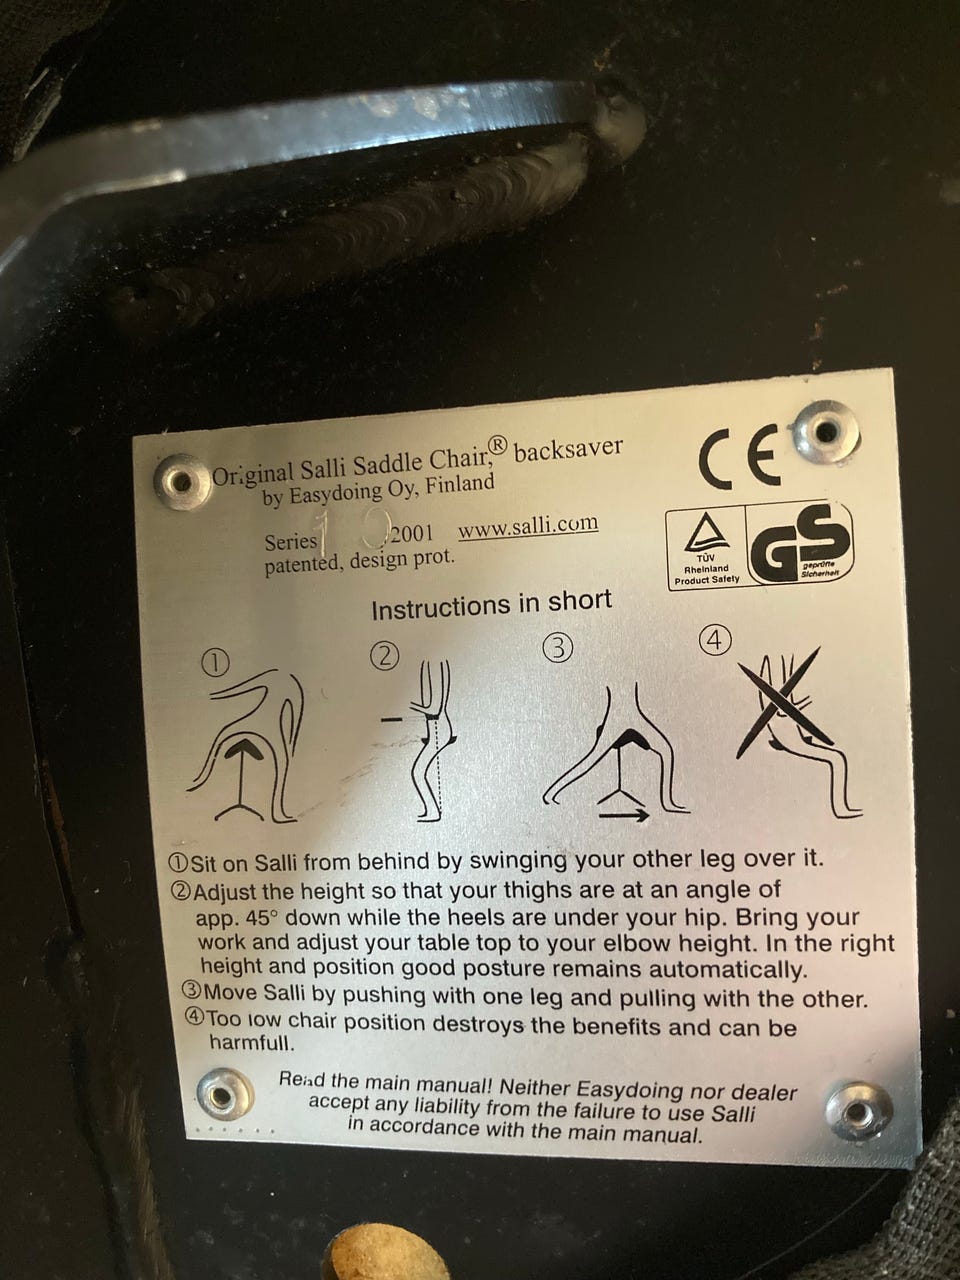 Original Salli Saddle Chair,® backsaver
by Easydoing Oy, Finland
Series 10 2001 www.salli.com
patented, design prot.
CE
TÜV
Rheinland
Product Safety
GS
geprüfte
Sicherheit
Instructions in short
① ② ③ ④
①Sit on Salli from behind by swinging your other leg over it.
②Adjust the height so that your thighs are at an angle of
app. 45° down while the heels are under your hip. Bring your
work and adjust your table top to your elbow height. In the right
height and position good posture remains automatically.
③Move Salli by pushing with one leg and pulling with the other.
④Too low chair position destroys the benefits and can be
harmfull.
Read the main manual! Neither Easydoing nor dealer
accept any liability from the failure to use Salli
in accordance with the main manual.